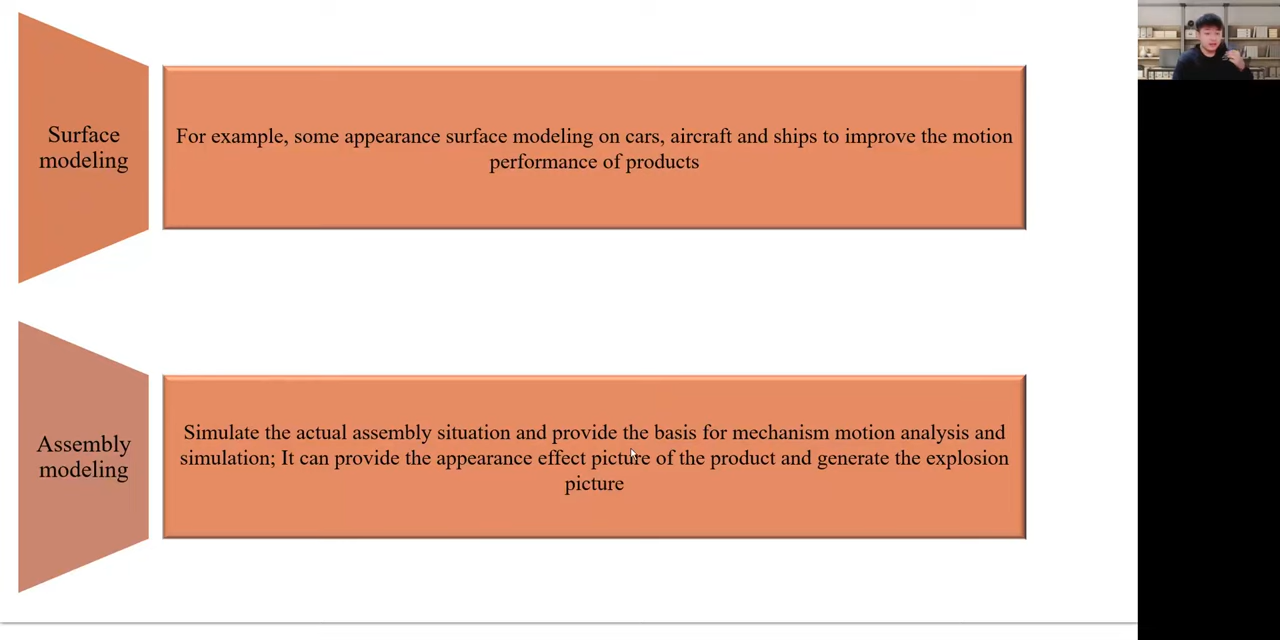 Surface
modeling
For example, some appearance surface modeling on cars, aircraft and ships to improve the motion
performance of products
Assembly
modeling
Simulate the actual assembly situation and provide the basis for mechanism motion analysis and
simulation; It can provide the appearance effect picture of the product and generate the explosion
picture